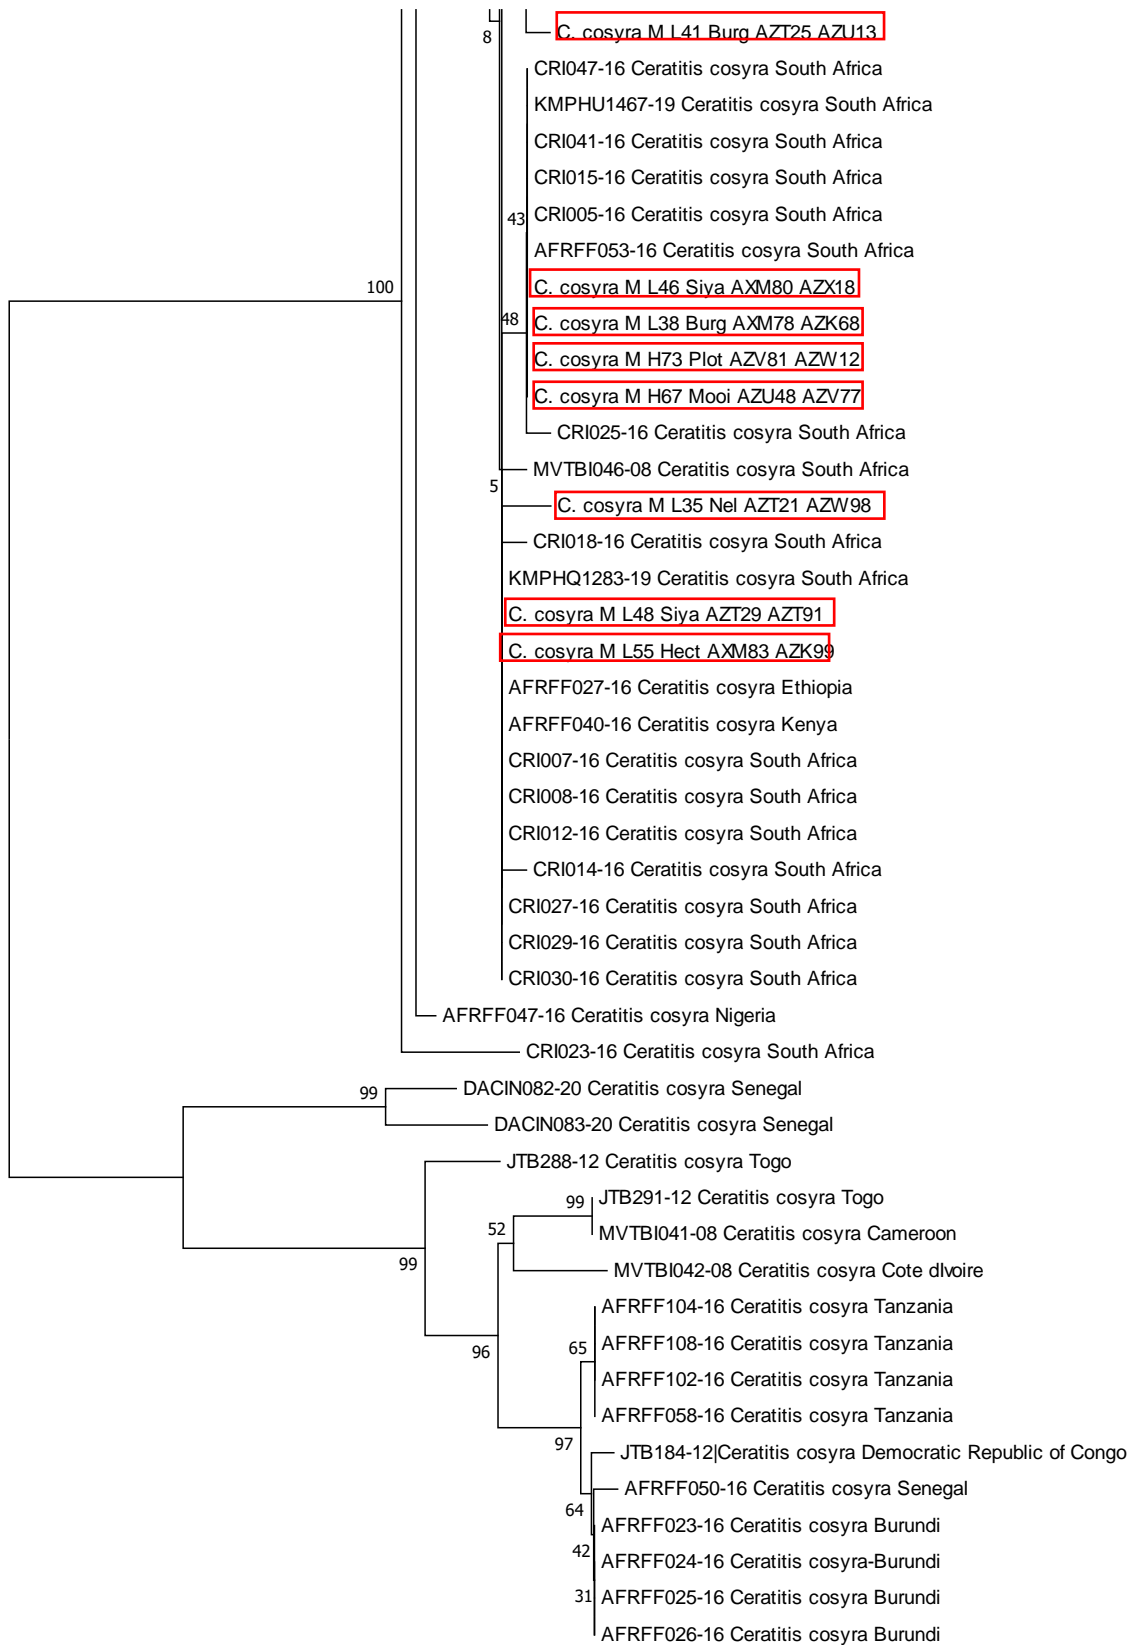 8
C. cosyra M L41 Burg AZT25 AZU13
CRI047-16 Ceratitis cosyra South Africa
KMPHU1467-19 Ceratitis cosyra South Africa
CRI041-16 Ceratitis cosyra South Africa
CRI015-16 Ceratitis cosyra South Africa
43
CRI005-16 Ceratitis cosyra South Africa
AFRFF053-16 Ceratitis cosyra South Africa
100
C. cosyra M L46 Siya AXM80 AZX18
48
C. cosyra M L38 Burg AXM78 AZK68
C. cosyra M H73 Plot AZV81 AZW12
C. cosyra M H67 Mooi AZU48 AZV77
CRI025-16 Ceratitis cosyra South Africa
MVTBI046-08 Ceratitis cosyra South Africa
5
C. cosyra M L35 Nel AZT21 AZW98
CRI018-16 Ceratitis cosyra South Africa
KMPHQ1283-19 Ceratitis cosyra South Africa
C. cosyra M L48 Siya AZT29 AZT91
C. cosyra M L55 Hect AXM83 AZK99
AFRFF027-16 Ceratitis cosyra Ethiopia
AFRFF040-16 Ceratitis cosyra Kenya
CRI007-16 Ceratitis cosyra South Africa
CRI008-16 Ceratitis cosyra South Africa
CRI012-16 Ceratitis cosyra South Africa
CRI014-16 Ceratitis cosyra South Africa
CRI027-16 Ceratitis cosyra South Africa
CRI029-16 Ceratitis cosyra South Africa
CRI030-16 Ceratitis cosyra South Africa
AFRFF047-16 Ceratitis cosyra Nigeria
CRI023-16 Ceratitis cosyra South Africa
99
DACIN082-20 Ceratitis cosyra Senegal
DACIN083-20 Ceratitis cosyra Senegal
JTB288-12 Ceratitis cosyra Togo
99
JTB291-12 Ceratitis cosyra Togo
52
MVTBI041-08 Ceratitis cosyra Cameroon
99
MVTBI042-08 Ceratitis cosyra Cote dIvoire
AFRFF104-16 Ceratitis cosyra Tanzania
96
65
AFRFF108-16 Ceratitis cosyra Tanzania
AFRFF102-16 Ceratitis cosyra Tanzania
AFRFF058-16 Ceratitis cosyra Tanzania
97
JTB184-12|Ceratitis cosyra Democratic Republic of Congo
AFRFF050-16 Ceratitis cosyra Senegal
64
AFRFF023-16 Ceratitis cosyra Burundi
42
AFRFF024-16 Ceratitis cosyra-Burundi
31
AFRFF025-16 Ceratitis cosyra Burundi
AFRFF026-16 Ceratitis cosyra Burundi